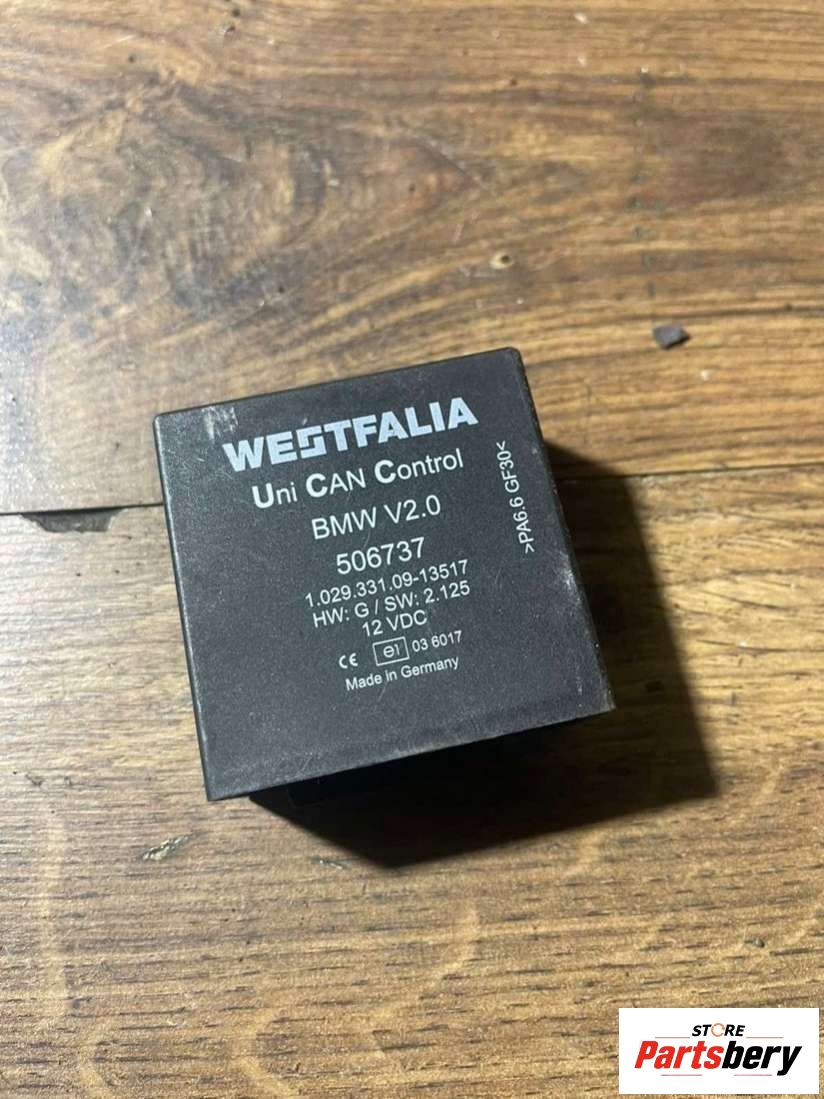 WESTFALIA
Uni CAN Control
BMW V2.0
506737
1.029.331.09-13517
HW: G / SW: 2.125
12 VDC
CE e1 03 6017
Made in Germany
>PA6.6 GF30<
STORE
Partsbery